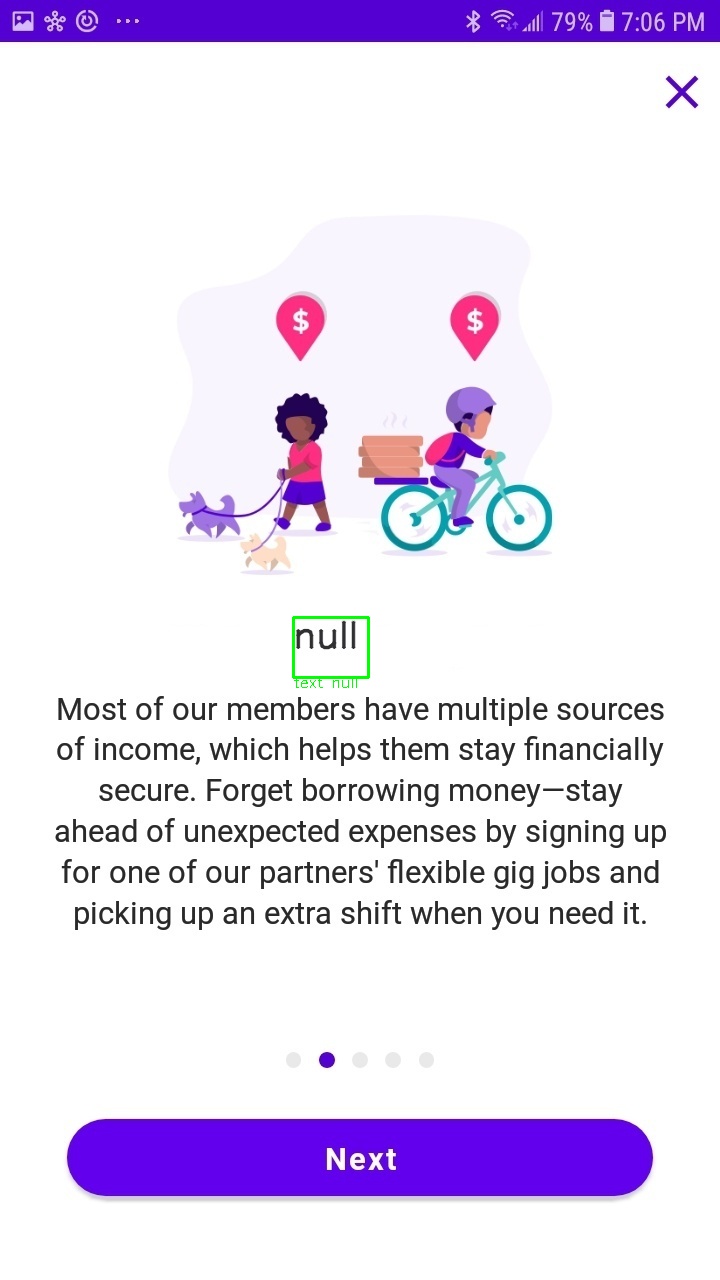 79% 7:06 PM
$ $
null
text null
Most of our members have multiple sources
of income, which helps them stay financially
secure. Forget borrowing money—stay
ahead of unexpected expenses by signing up
for one of our partners' flexible gig jobs and
picking up an extra shift when you need it.
Next